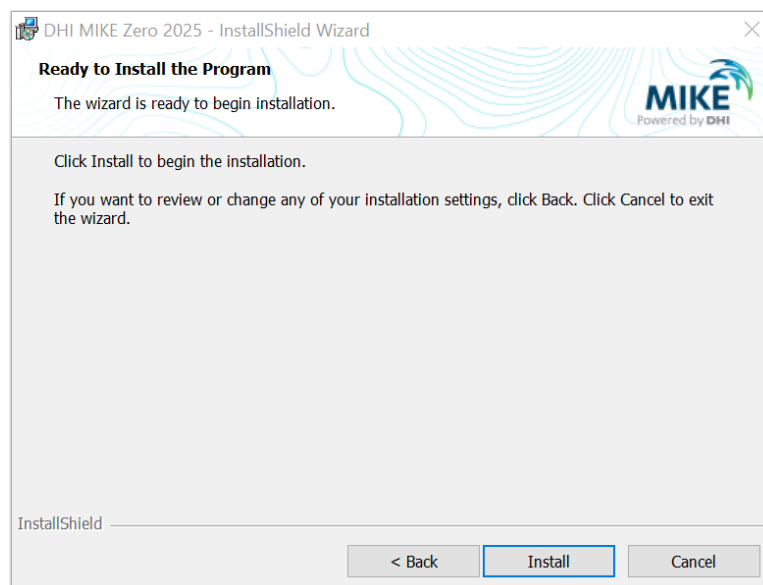 DHI MIKE Zero 2025 - InstallShield Wizard
Ready to Install the Program
The wizard is ready to begin installation.
MIKE
Powered by DHI
Click Install to begin the installation.
If you want to review or change any of your installation settings, click Back. Click Cancel to exit
the wizard.
InstallShield
< Back
Install
Cancel